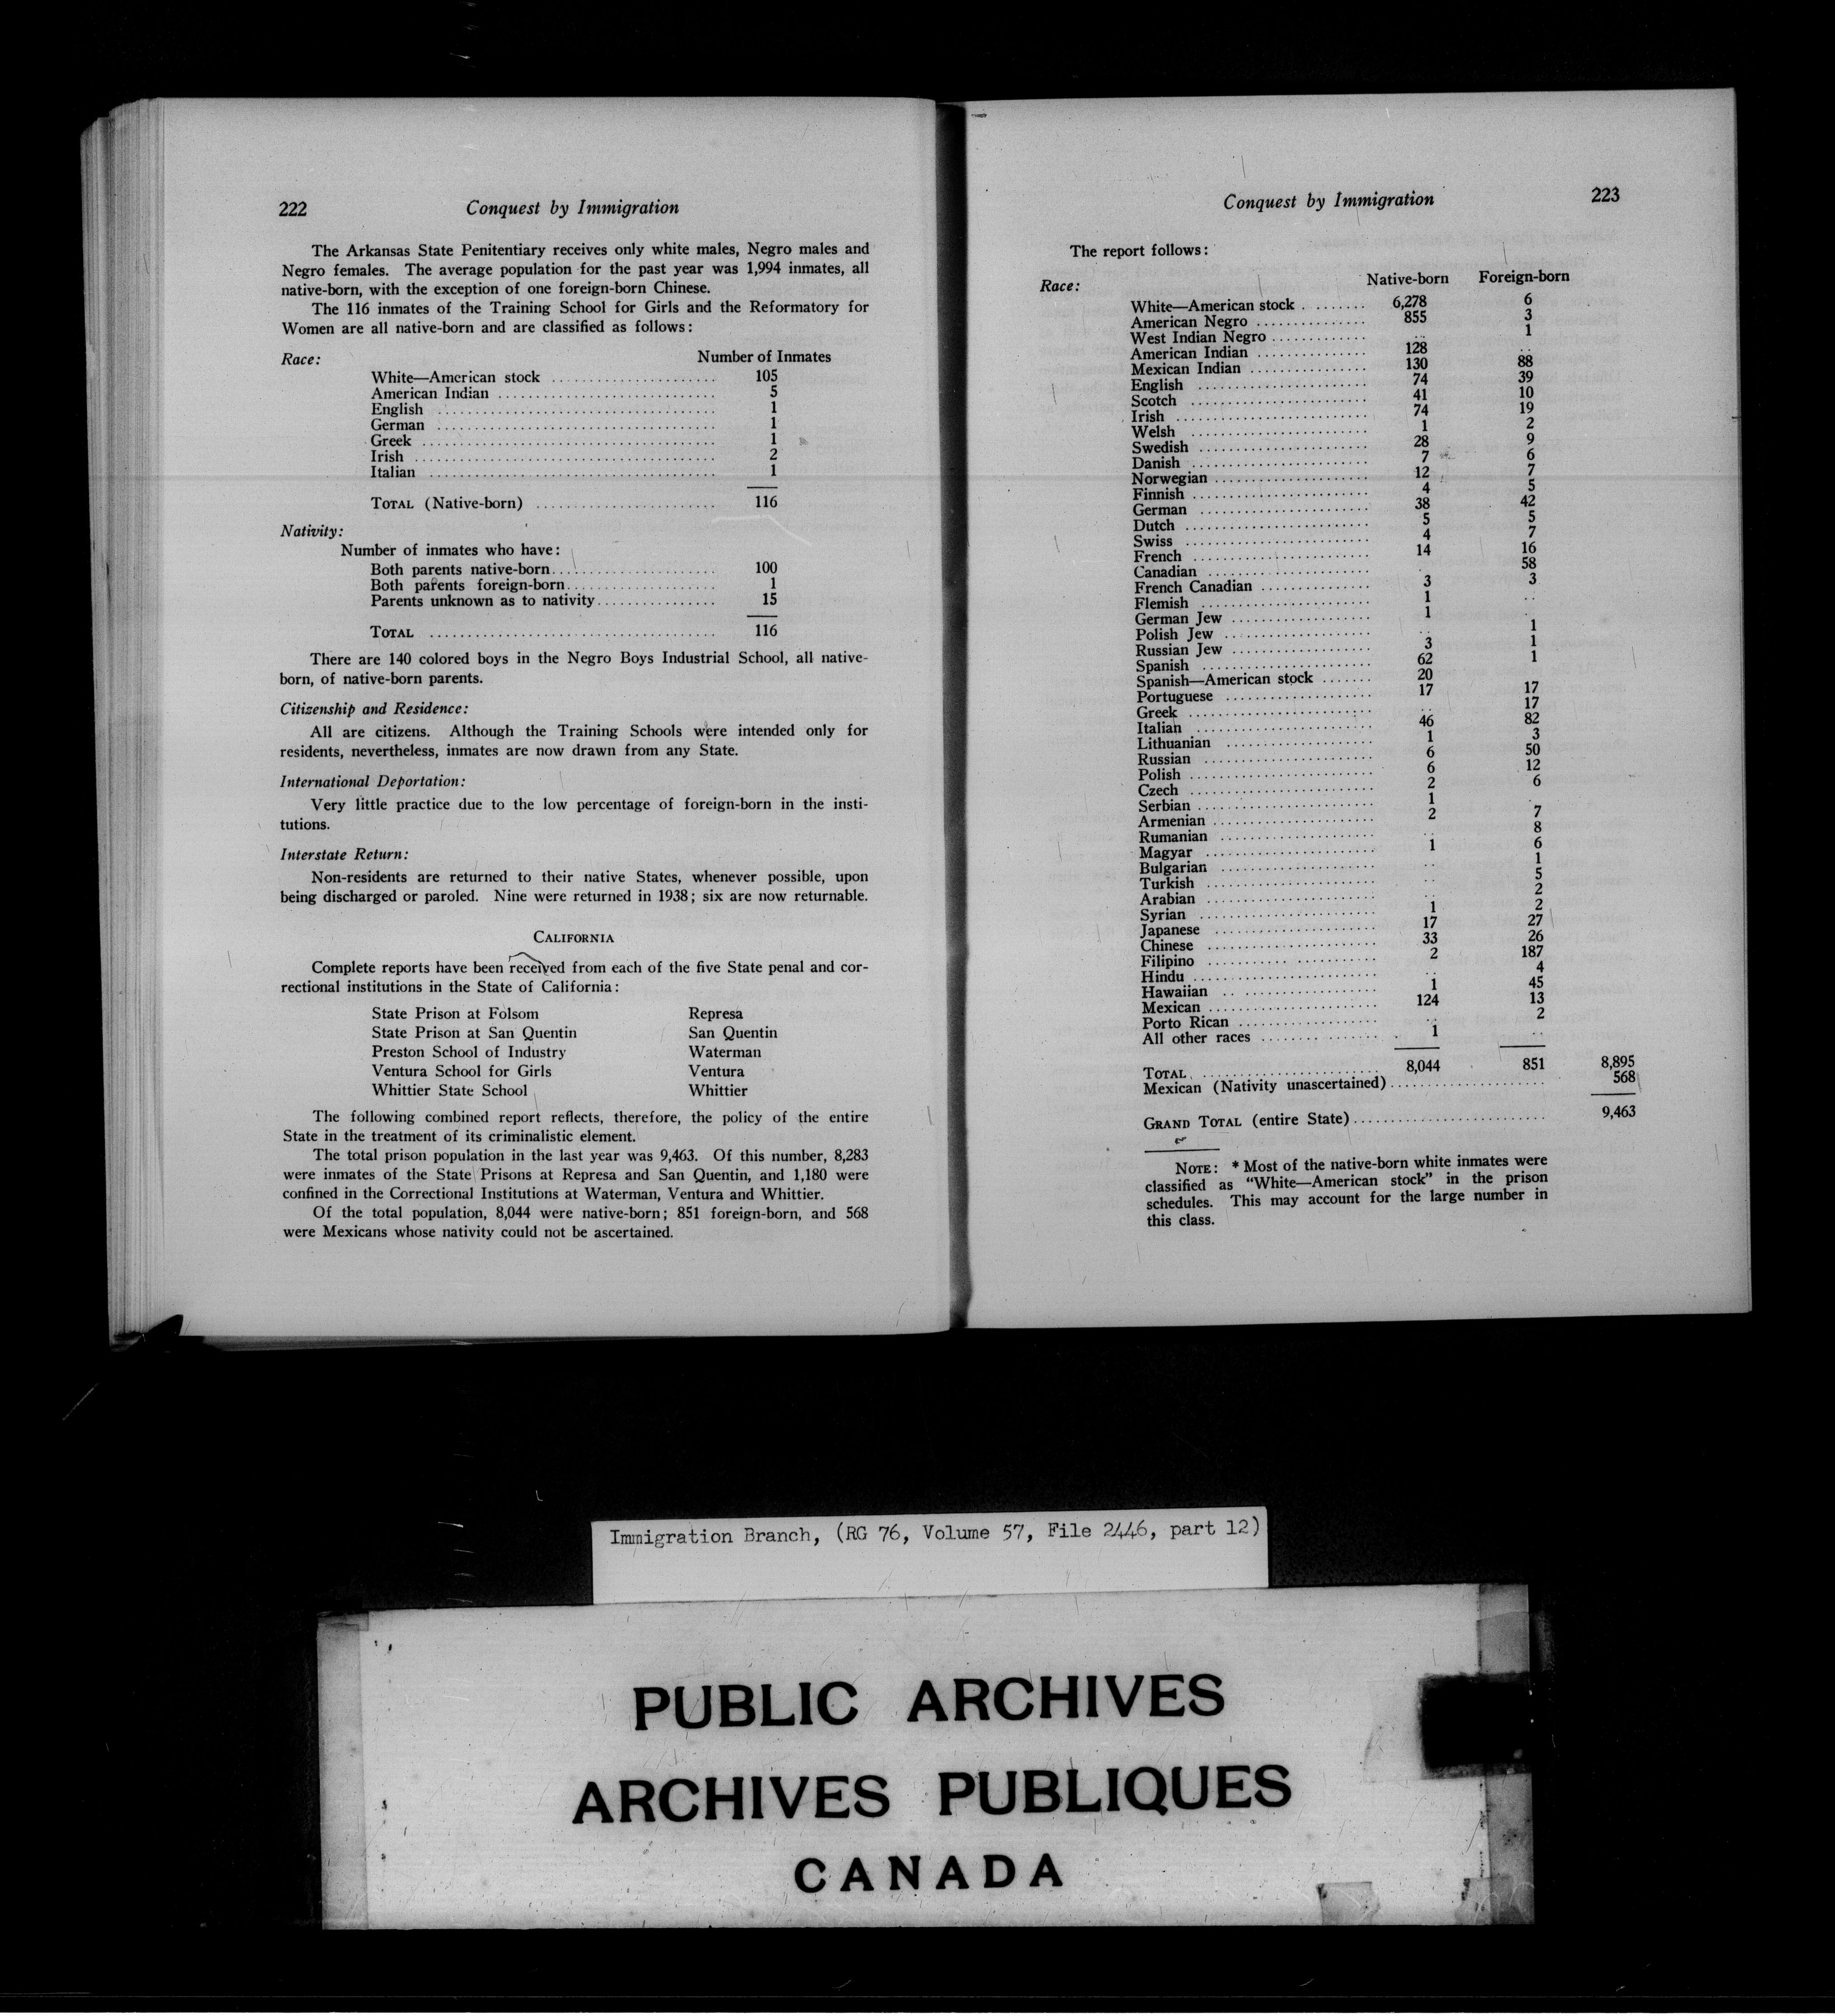 222 Conquest by Immigration
The Arkansas State Penitentiary receives only white males, Negro males and
Negro females. The average population for the past year was 1,994 inmates, all
native-born, with the exception of one foreign-born Chinese.
The 116 inmates of the Training School for Girls and the Reformatory for
Women are all native-born and are classified as follows:
Race: Number of Inmates
White—American stock ...................... 105
American Indian ............................ 5
English .................................... 1
German .................................... 1
Greek ...................................... 1
Irish ....................................... 2
Italian ..................................... 1
TOTAL (Native-born) ........................ 116
Nativity:
Number of inmates who have:
Both parents native-born...................... 100
Both parents foreign-born.................... 1
Parents unknown as to nativity................ 15
TOTAL ..................................... 116
There are 140 colored boys in the Negro Boys Industrial School, all native-
born, of native-born parents.
Citizenship and Residence:
All are citizens. Although the Training Schools were intended only for
residents, nevertheless, inmates are now drawn from any State.
International Deportation:
Very little practice due to the low percentage of foreign-born in the insti-
tutions.
Interstate Return:
Non-residents are returned to their native States, whenever possible, upon
being discharged or paroled. Nine were returned in 1938; six are now returnable.
CALIFORNIA
Complete reports have been received from each of the five State penal and cor-
rectional institutions in the State of California:
State Prison at Folsom Represa
State Prison at San Quentin San Quentin
Preston School of Industry Waterman
Ventura School for Girls Ventura
Whittier State School Whittier
The following combined report reflects, therefore, the policy of the entire
State in the treatment of its criminalistic element.
The total prison population in the last year was 9,463. Of this number, 8,283
were inmates of the State Prisons at Represa and San Quentin, and 1,180 were
confined in the Correctional Institutions at Waterman, Ventura and Whittier.
Of the total population, 8,044 were native-born; 851 foreign-born, and 568
were Mexicans whose nativity could not be ascertained.
Conquest by Immigration 223
The report follows:
Race: Native-born Foreign-born
White—American stock ........ 6,278 6
American Negro ............... 855 3
West Indian Negro ............. .. 1
American Indian ............... 128 ..
Mexican Indian ................ 130 88
English ....................... 74 39
Scotch ........................ 41 10
Irish .......................... 74 19
Welsh ........................ 1 2
Swedish ....................... 28 9
Danish ........................ 7 6
Norwegian ..................... 12 7
Finnish ........................ 4 5
German ....................... 38 42
Dutch ......................... 5 5
Swiss ......................... 4 7
French ........................ 14 16
Canadian ...................... .. 58
French Canadian ............... 3 3
Flemish ....................... 1 ..
German Jew ................... 1 ..
Polish Jew .................... .. 1
Russian Jew ................... 3 1
Spanish ....................... 62 1
Spanish—American stock ....... 20
Portuguese .................... 17 17
Greek ......................... .. 17
Italian ........................ 46 82
Lithuanian .................... 1 3
Russian ....................... 6 50
Polish ......................... 6 12
Czech ......................... 2 6
Serbian ........................ 1 ..
Armenian ...................... 2 7
Rumanian ..................... .. 8
Magyar ....................... 1 6
Bulgarian ..................... .. 1
Turkish ....................... .. 5
Arabian ....................... .. 2
Syrian ........................ 1 2
Japanese ...................... 17 27
Chinese ....................... 33 26
Filipino ....................... 2 187
Hindu ......................... .. 4
Hawaiian ...................... 1 45
Mexican ....................... 124 13
Porto Rican ................... .. 2
All other races ................ 1 ..
TOTAL ........................ 8,044 851 8,895
Mexican (Nativity unascertained)..................... 568
GRAND TOTAL (entire State).......................... 9,463
NOTE: * Most of the native-born white inmates were
classified as “White—American stock” in the prison
schedules. This may account for the large number in
this class.
Immigration Branch, (RG 76, Volume 57, File 2446, part 12)
PUBLIC ARCHIVES
ARCHIVES PUBLIQUES
CANADA